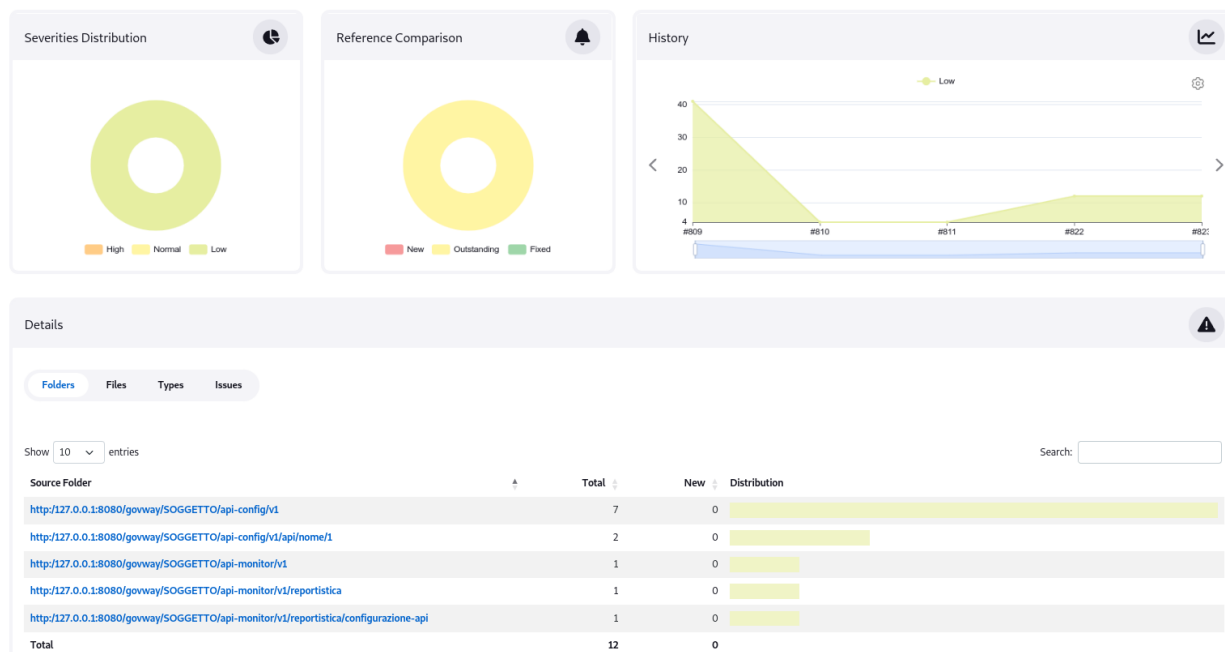 Severities Distribution
Reference Comparison
History
High Normal Low
New Outstanding Fixed
Low
40
30
20
10
4
#809 #810 #811 #822
Details
Folders Files Types Issues
Show 10 entries
Search:
Source Folder Total New Distribution
http:/127.0.0.1:8080/govway/SOGGETTO/api-config/v1 7 0
http:/127.0.0.1:8080/govway/SOGGETTO/api-config/v1/api/nome/1 2 0
http:/127.0.0.1:8080/govway/SOGGETTO/api-monitor/v1 1 0
http:/127.0.0.1:8080/govway/SOGGETTO/api-monitor/v1/reportistica 1 0
http:/127.0.0.1:8080/govway/SOGGETTO/api-monitor/v1/reportistica/configurazione-api 1 0
Total 12 0